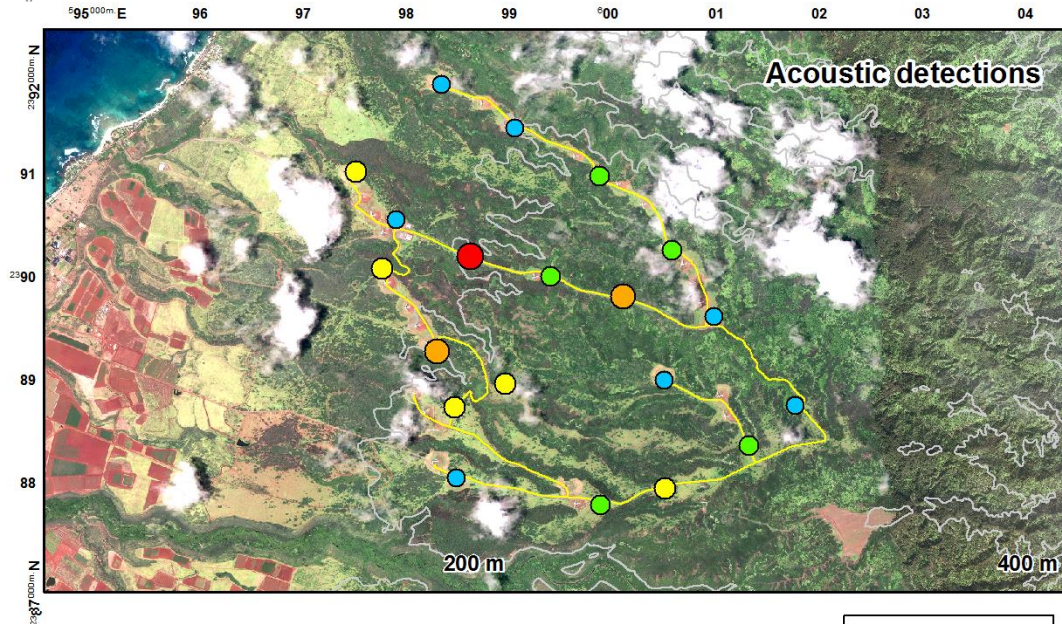 595000m. E 96 97 98 99 600 01 02 03 04
2392000m. N
Acoustic detections
91
2390
89
88
200 m
400 m
2387000m. N